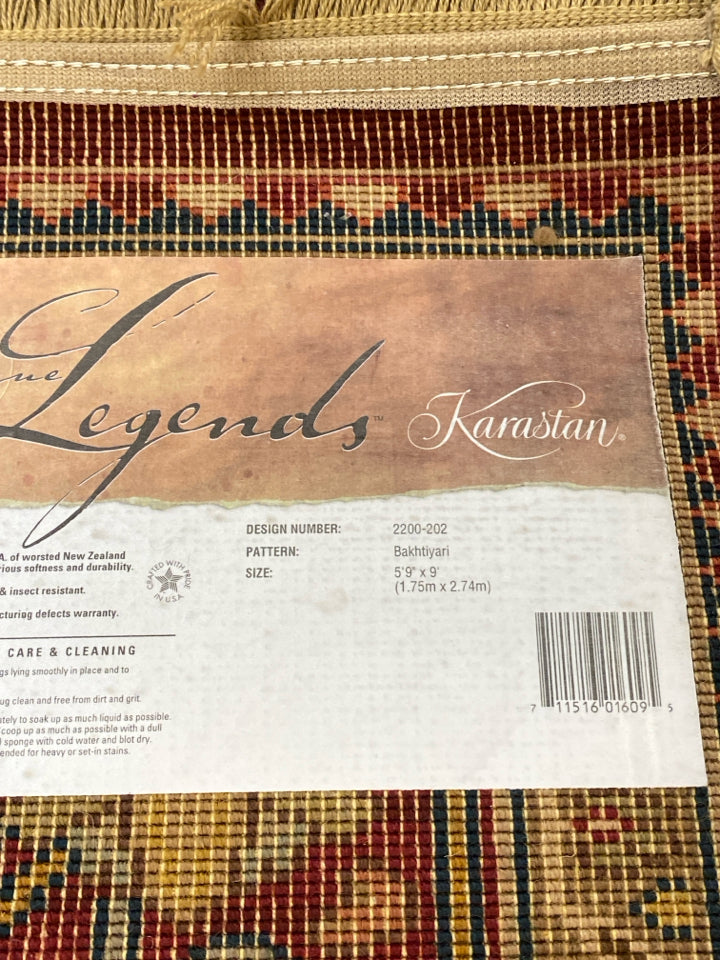 ne
Legends™
Karastan®
A. of worsted New Zealand
rious softness and durability.
& insect resistant.
cturing defects warranty.
CRAFTED WITH PRIDE
IN U.S.A.
CARE & CLEANING
gs lying smoothly in place and to
ug clean and free from dirt and grit.
tely to soak up as much liquid as possible.
coop up as much as possible with a dull
sponge with cold water and blot dry.
ended for heavy or set-in stains.
DESIGN NUMBER: 2200-202
PATTERN: Bakhtiyari
SIZE: 5'9" x 9'
(1.75m x 2.74m)
7 11516 01609 5